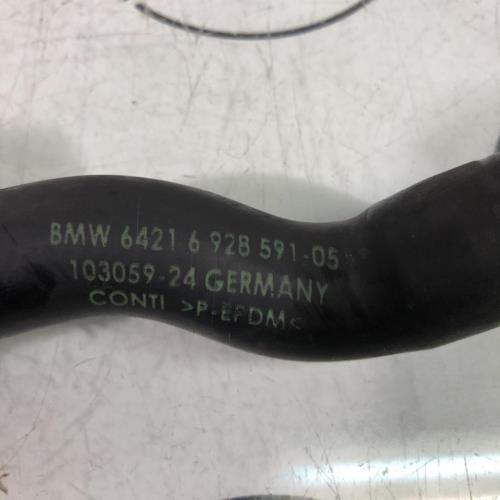 BMW 6421 6 928 591-05
103059-24 GERMANY
CONTI >P-EPDM<